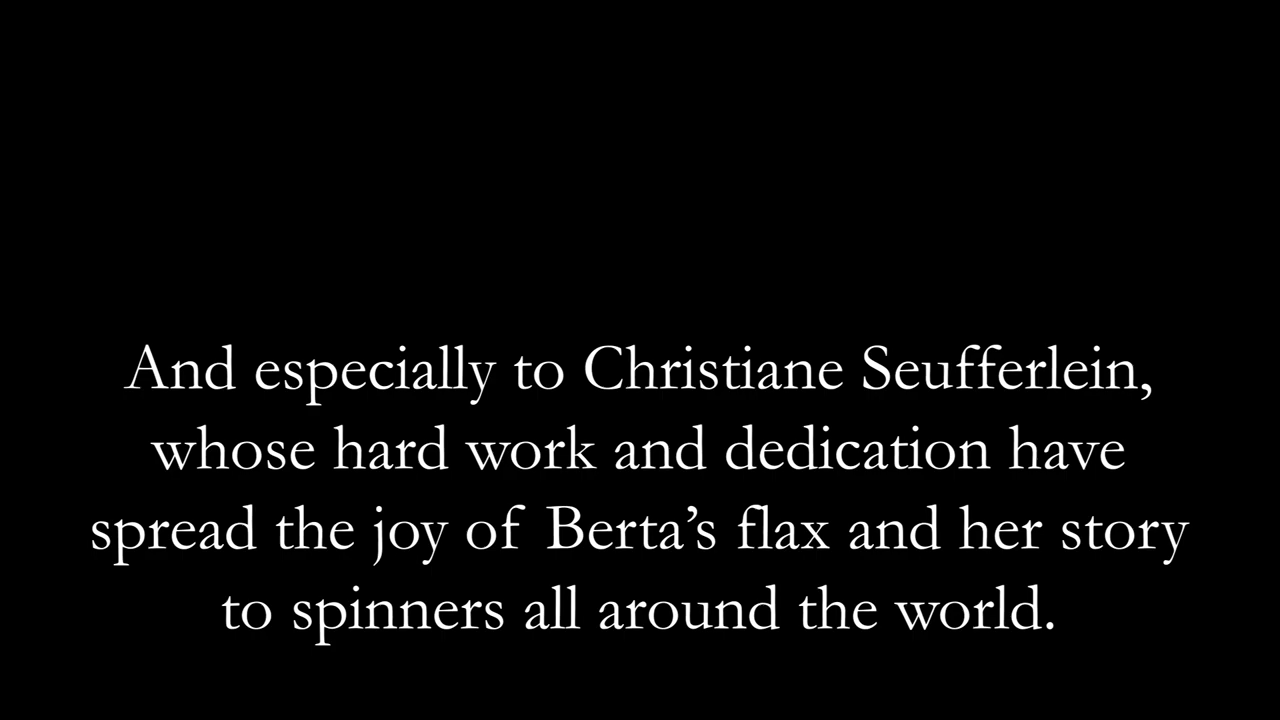 And especially to Christiane Seufferlein,
whose hard work and dedication have
spread the joy of Berta’s flax and her story
to spinners all around the world.